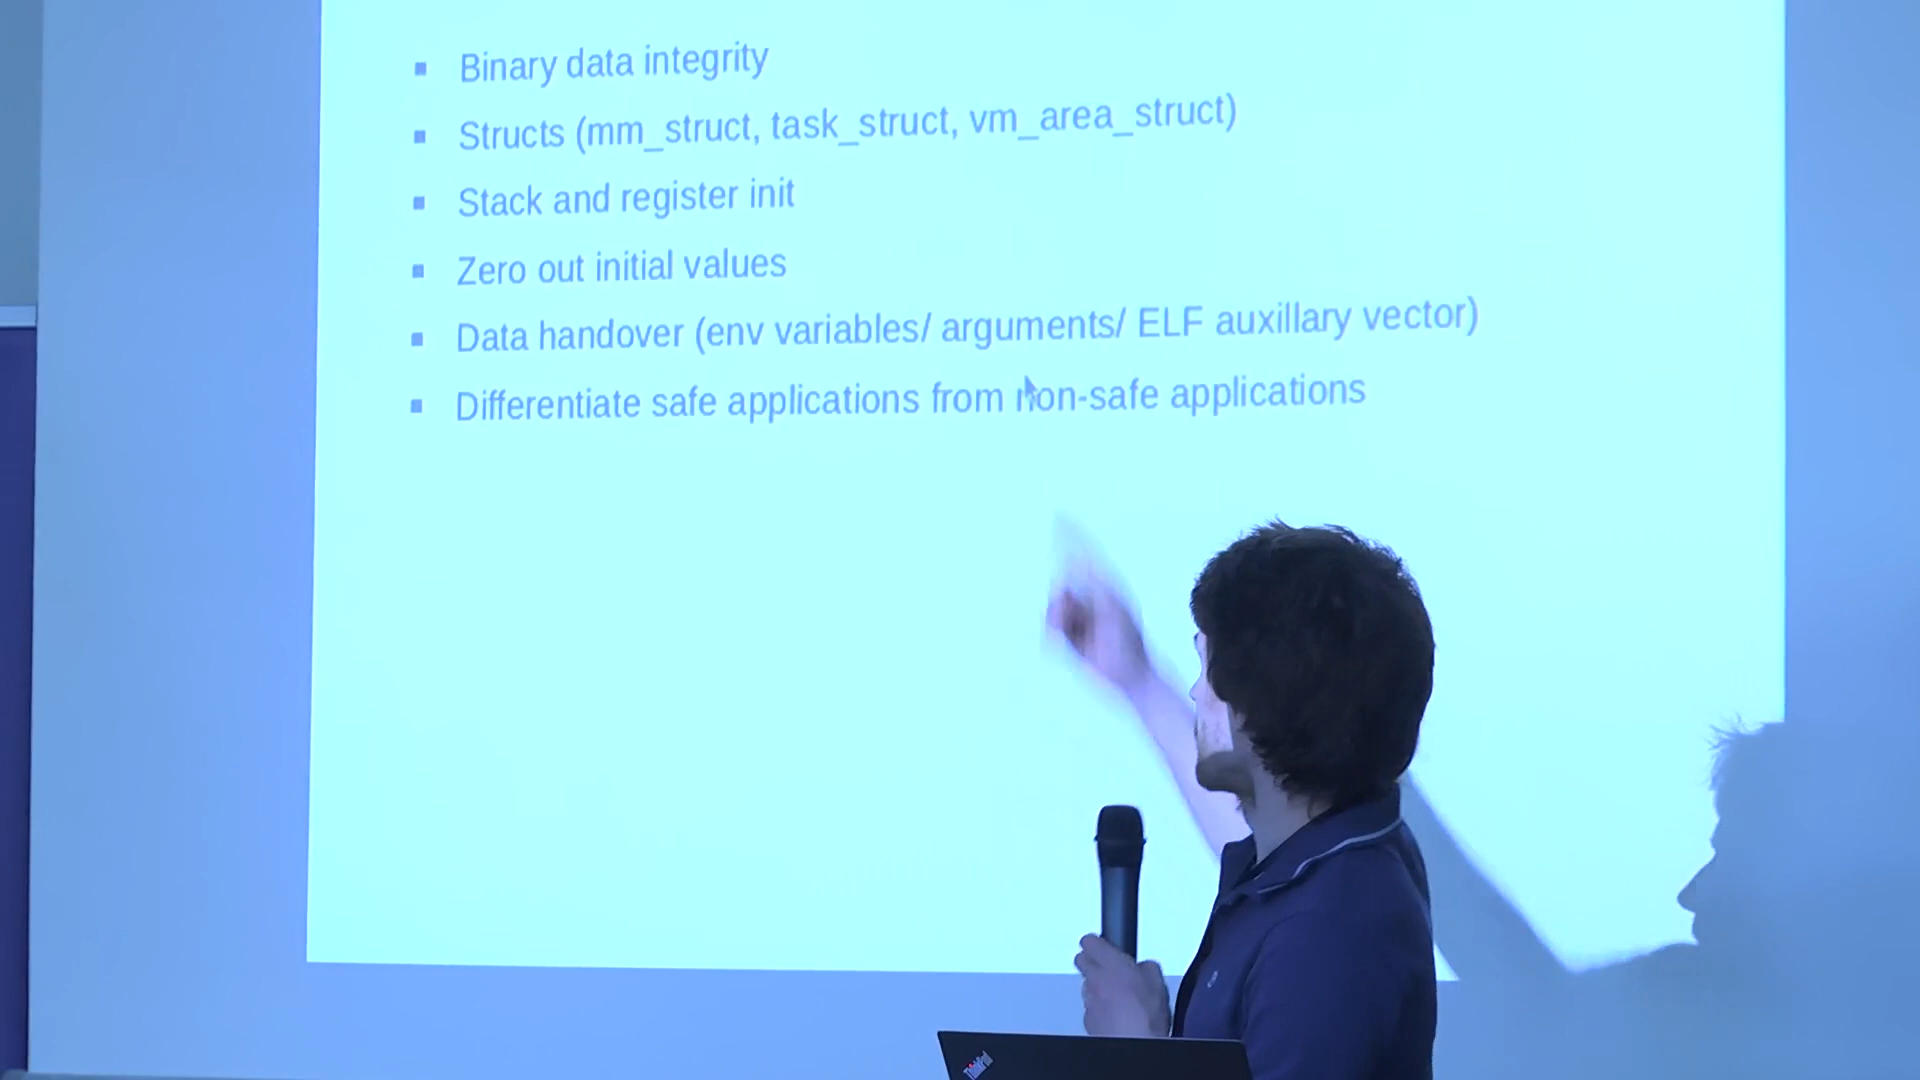 Binary data integrity
Structs (mm_struct, task_struct, vm_area_struct)
Stack and register init
Zero out initial values
Data handover (env variables/ arguments/ ELF auxillary vector)
Differentiate safe applications from non-safe applications
ThinkPad